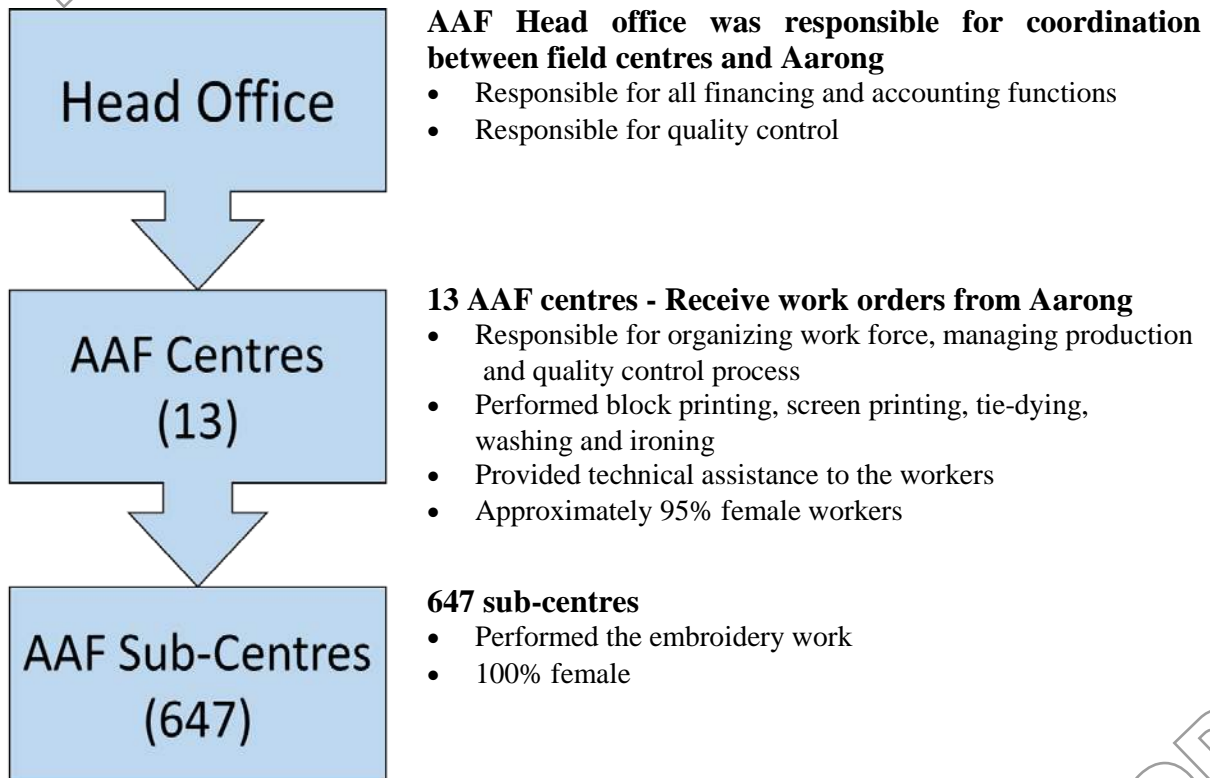 AAF Head office was responsible for coordination
between field centres and Aarong
Head Office
• Responsible for all financing and accounting functions
• Responsible for quality control
13 AAF centres - Receive work orders from Aarong
AAF Centres
(13)
• Responsible for organizing work force, managing production
and quality control process
• Performed block printing, screen printing, tie-dying,
washing and ironing
• Provided technical assistance to the workers
• Approximately 95% female workers
647 sub-centres
AAF Sub-Centres
(647)
• Performed the embroidery work
• 100% female